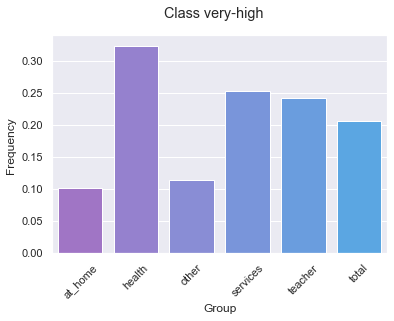 Class very-high
Frequency
0.30
0.25
0.20
0.15
0.10
0.05
0.00
at_home
health
other
services
teacher
total
Group